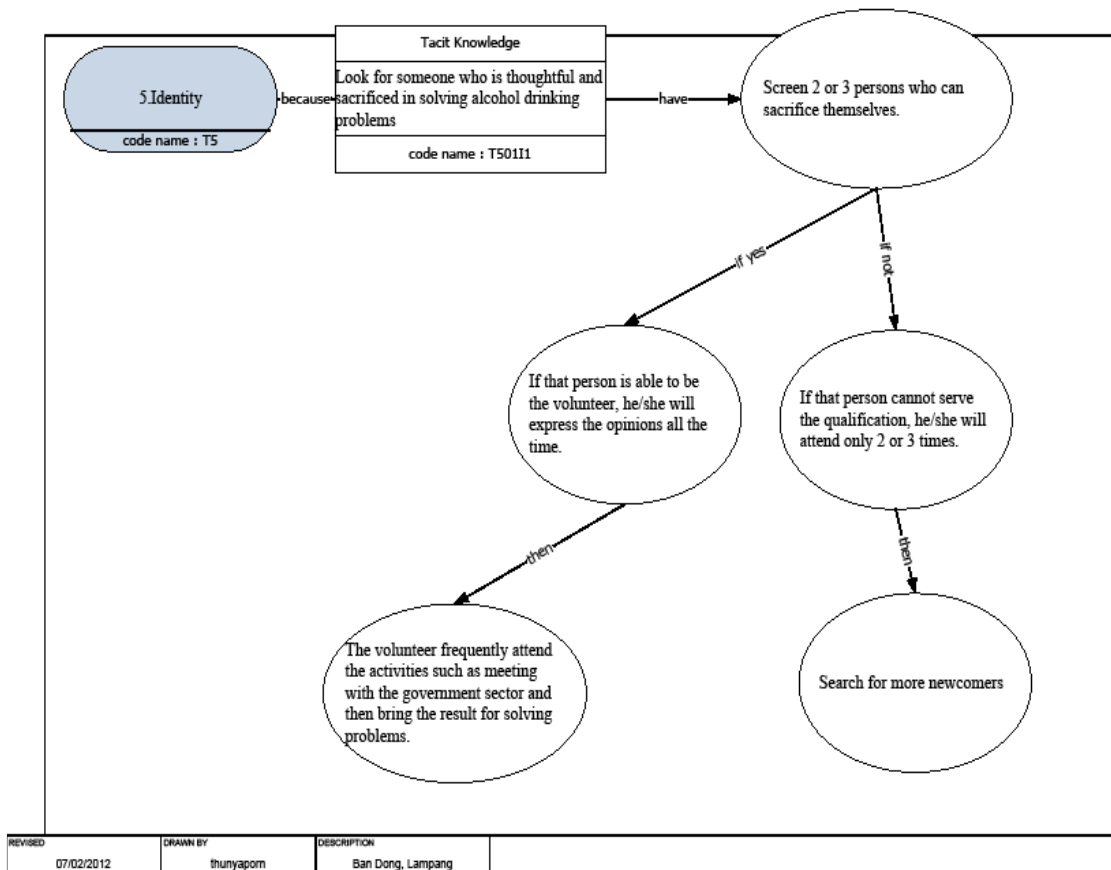 5.Identity
code name : T5
because
Tacit Knowledge
Look for someone who is thoughtful and
sacrificed in solving alcohol drinking
problems
code name : T501I1
have
Screen 2 or 3 persons who can
sacrifice themselves.
if yes
if not
If that person is able to be
the volunteer, he/she will
express the opinions all the
time.
If that person cannot serve
the qualification, he/she will
attend only 2 or 3 times.
then
then
The volunteer frequently attend
the activities such as meeting
with the government sector and
then bring the result for solving
problems.
Search for more newcomers
REVISED
07/02/2012
DRAWN BY
thunyaporn
DESCRIPTION
Ban Dong, Lampang